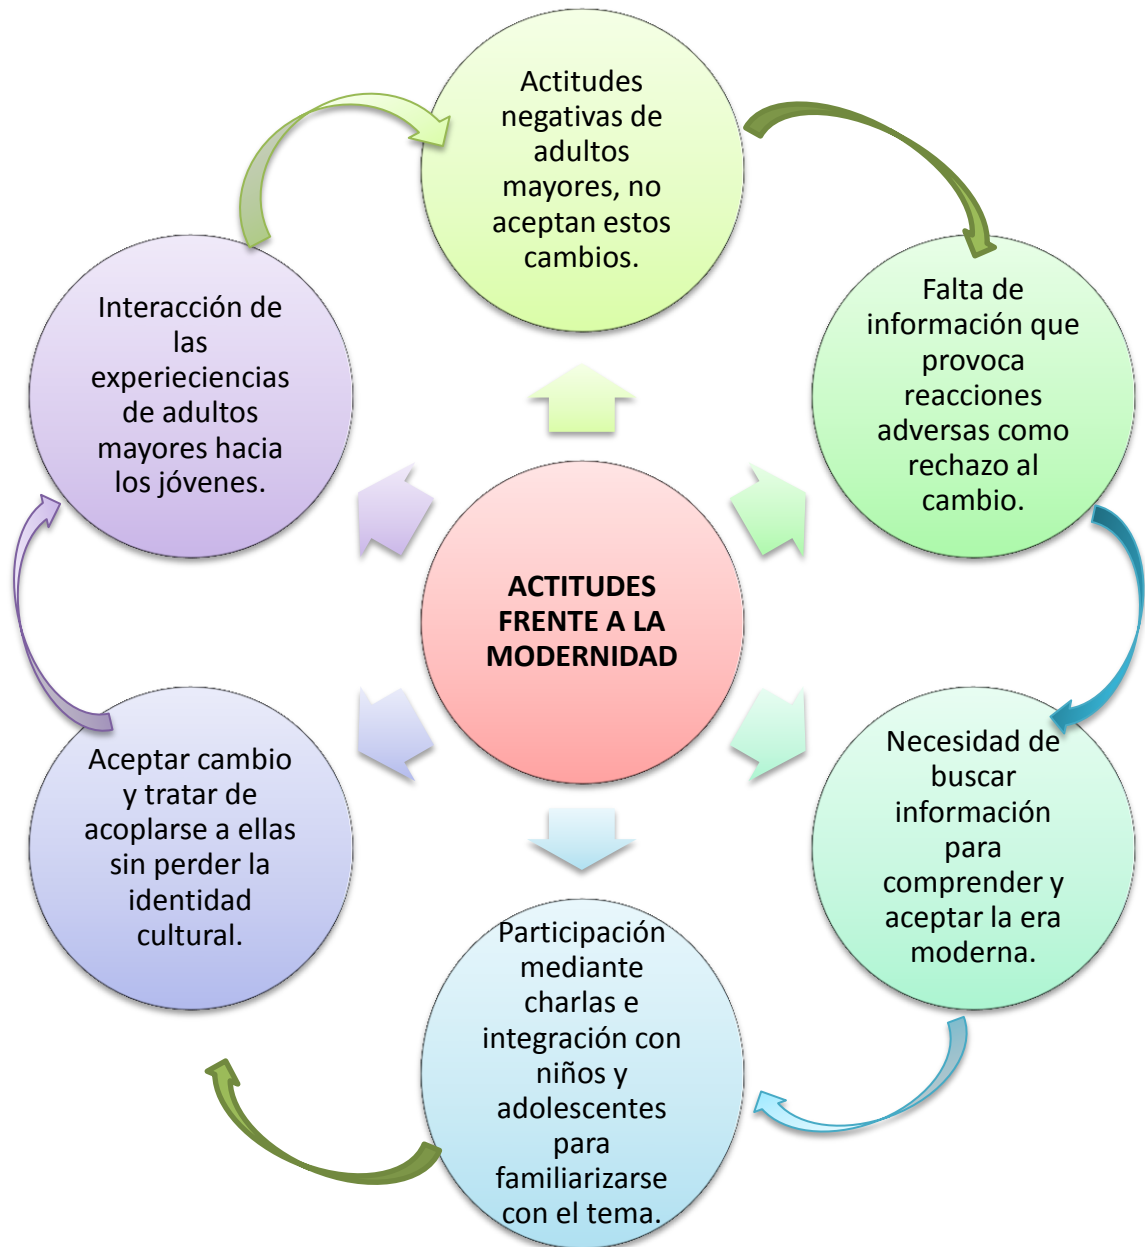 Actitudes
negativas de
adultos
mayores, no
aceptan estos
cambios.
Falta de
información que
provoca
reacciones
adversas como
rechazo al
cambio.
Necesidad de
buscar
información
para
comprender y
aceptar la era
moderna.
Participación
mediante
charlas e
integración con
niños y
adolescentes
para
familiarizarse
con el tema.
Aceptar cambio
y tratar de
acoplarse a ellas
sin perder la
identidad
cultural.
Interacción de
las
experieciencias
de adultos
mayores hacia
los jóvenes.
ACTITUDES
FRENTE A LA
MODERNIDAD